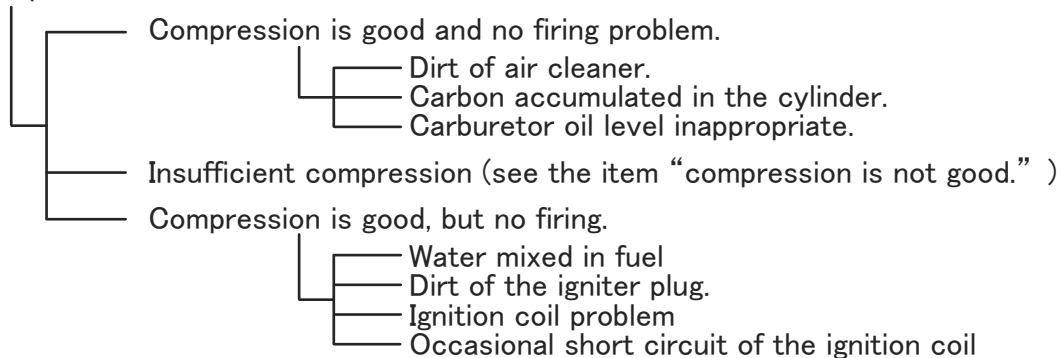 Compression is good and no firing problem.
Dirt of air cleaner.
Carbon accumulated in the cylinder.
Carburetor oil level inappropriate.
Insufficient compression (see the item “compression is not good.” )
Compression is good, but no firing.
Water mixed in fuel
Dirt of the igniter plug.
Ignition coil problem
Occasional short circuit of the ignition coil